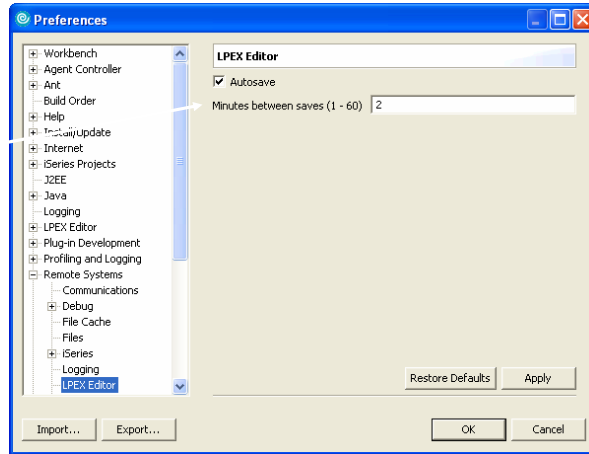 Preferences
Workbench
Agent Controller
Ant
Build Order
Help
Install/Update
Internet
iSeries Projects
J2EE
Java
Logging
LPEX Editor
Plug-in Development
Profiling and Logging
Remote Systems
Communications
Debug
File Cache
Files
iSeries
Logging
LPEX Editor
LPEX Editor
Autosave
Minutes between saves (1 - 60) 2
Restore Defaults Apply
Import... Export... OK Cancel